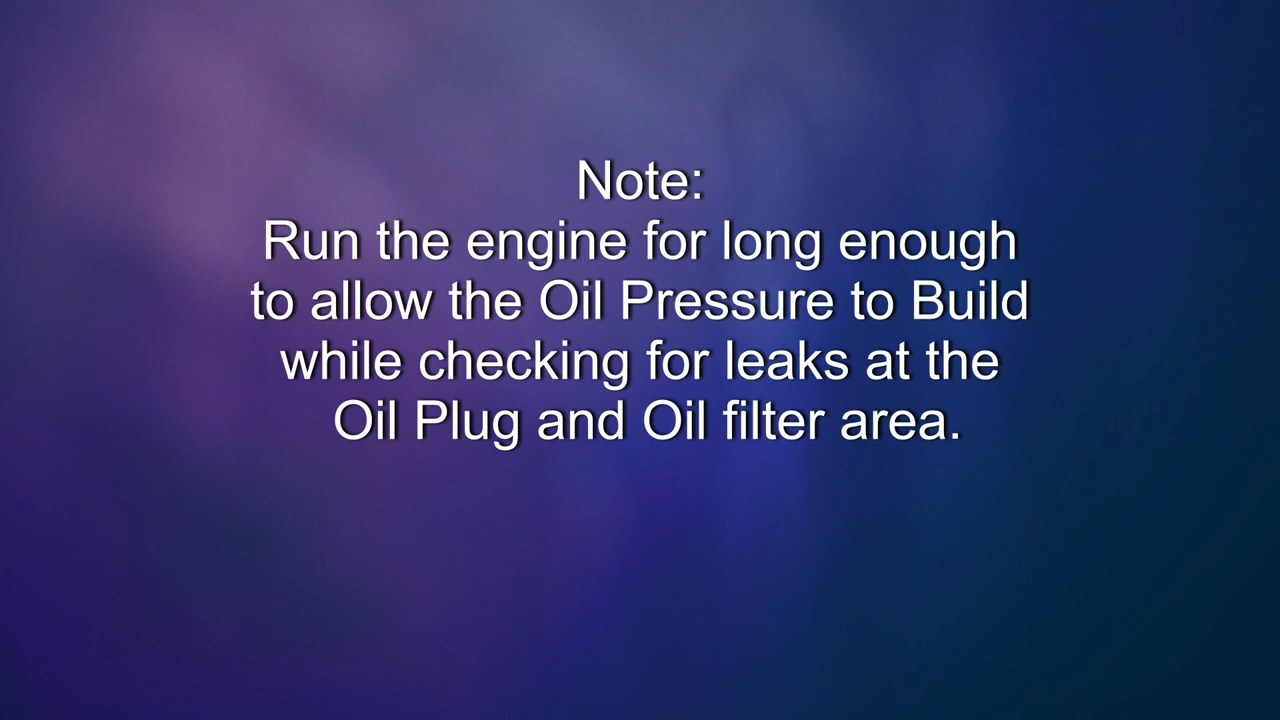 Note:
Run the engine for long enough
to allow the Oil Pressure to Build
while checking for leaks at the
Oil Plug and Oil filter area.